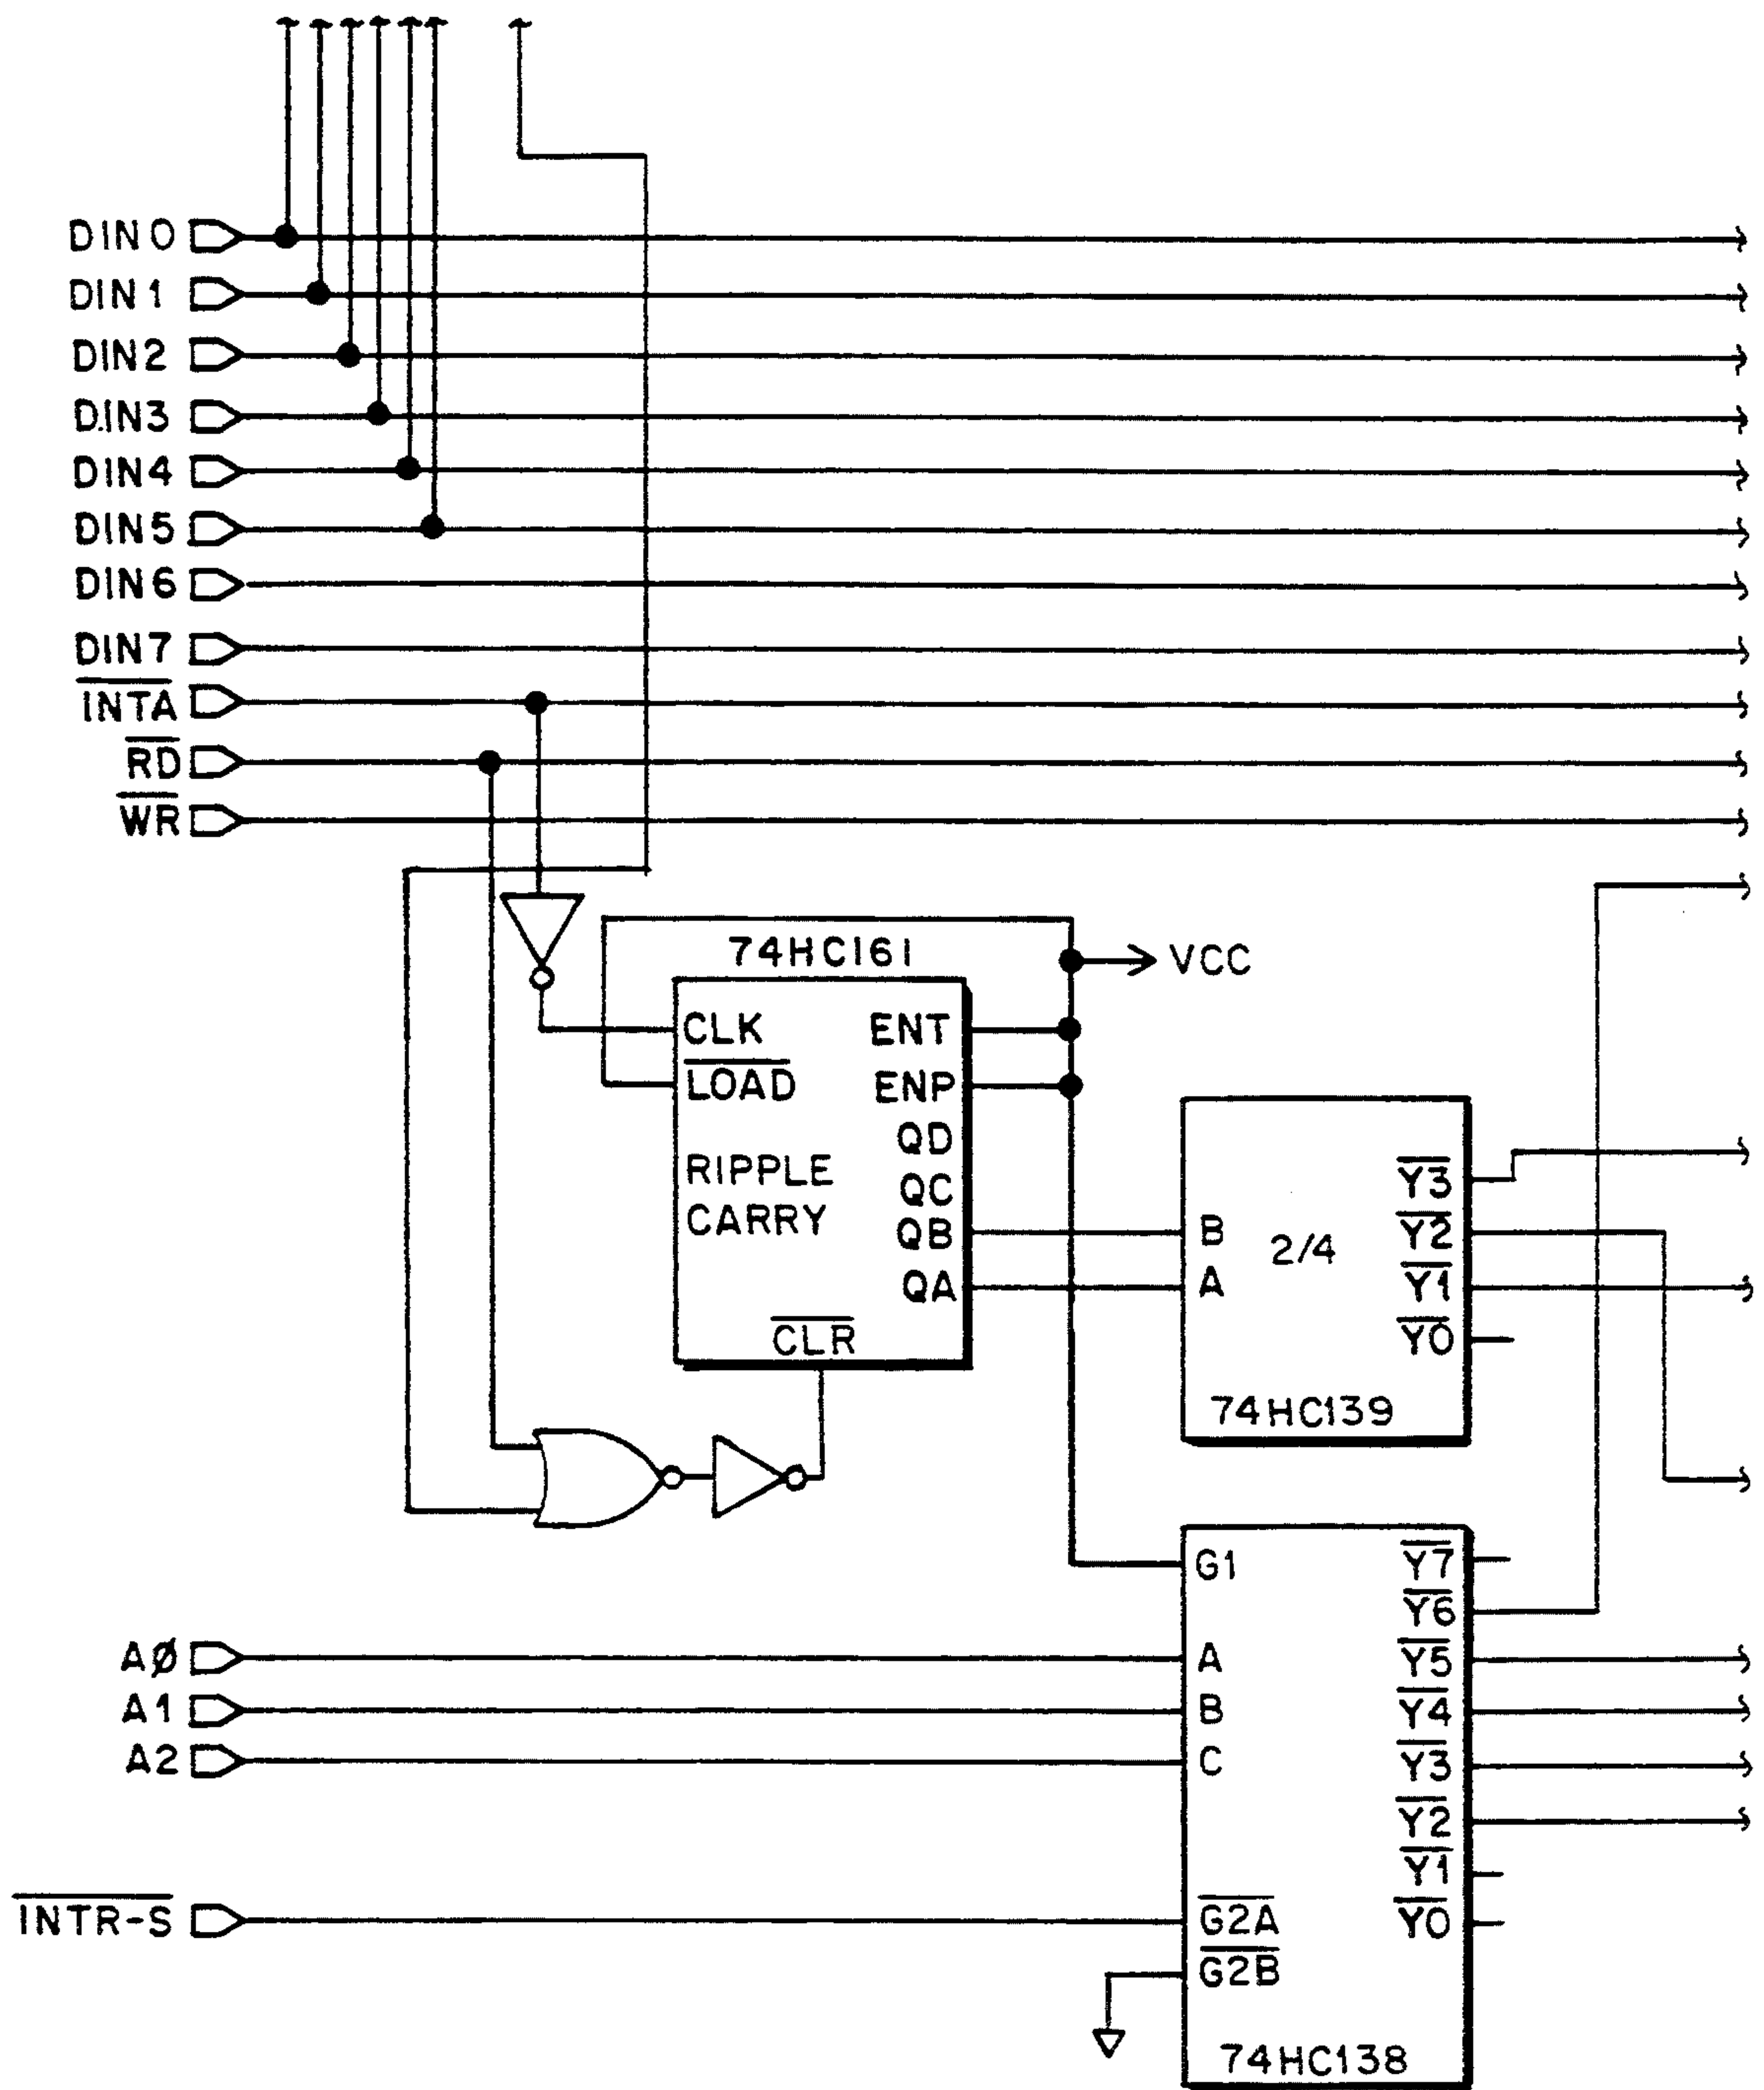 DIN0
DIN1
DIN2
D.IN3
DIN4
DIN5
DIN6
DIN7
INTA
RD
WR
74HC161
VCC
CLK
ENT
LOAD
ENP
QD
RIPPLE
QC
CARRY
QB
QA
CLR
B
A
2/4
Y3
Y2
Y1
Y0
74HC139
G1
Y7
Y6
AØ
A
Y5
A1
B
Y4
A2
C
Y3
Y2
Y1
INTR-S
G2A
Y0
G2B
74HC138